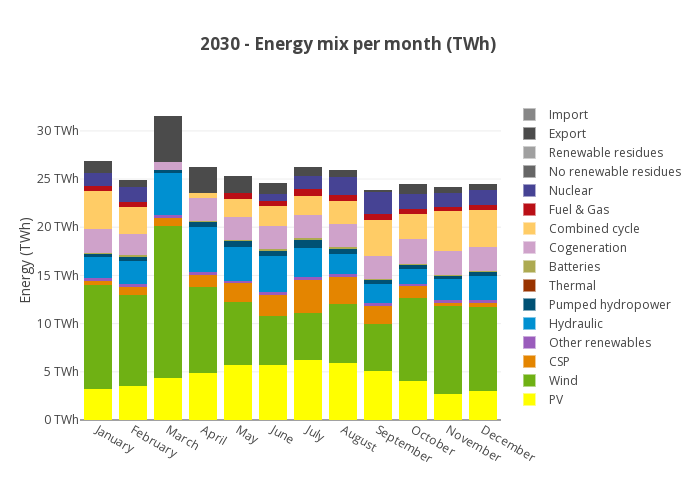 2030 - Energy mix per month (TWh)
30 TWh
25 TWh
20 TWh
15 TWh
10 TWh
5 TWh
0 TWh
Energy (TWh)
January
February
March
April
May
June
July
August
September
October
November
December
Import
Export
Renewable residues
No renewable residues
Nuclear
Fuel & Gas
Combined cycle
Cogeneration
Batteries
Thermal
Pumped hydropower
Hydraulic
Other renewables
CSP
Wind
PV